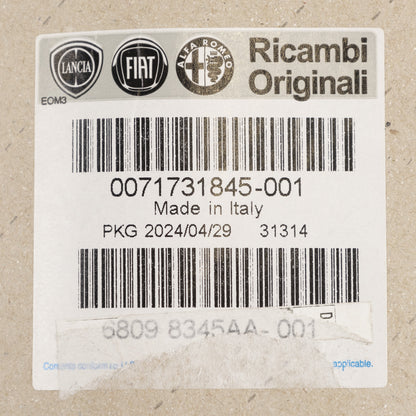 LANCIA FIAT ALFA ROMEO Ricambi
Originali
EOM3
0071731845-001
Made in Italy
PKG 2024/04/29 31314
D
6809 8345AA-001
Contents applicable.